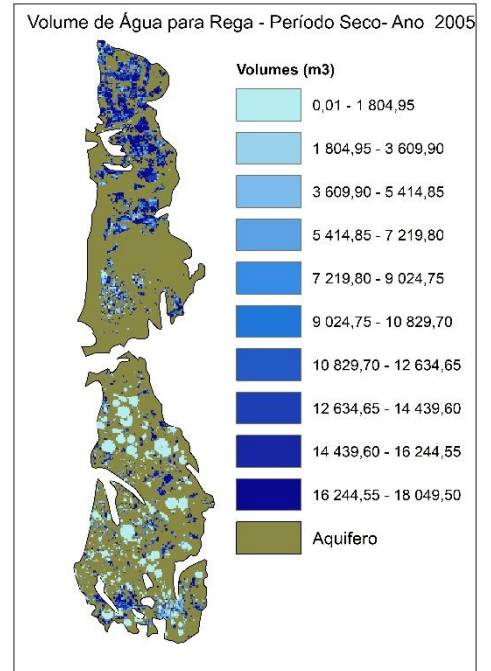 Volume de Água para Rega - Período Seco- Ano 2005
Volumes (m3)
0,01 - 1 804,95
1 804,95 - 3 609,90
3 609,90 - 5 414,85
5 414,85 - 7 219,80
7 219,80 - 9 024,75
9 024,75 - 10 829,70
10 829,70 - 12 634,65
12 634,65 - 14 439,60
14 439,60 - 16 244,55
16 244,55 - 18 049,50
Aquifero